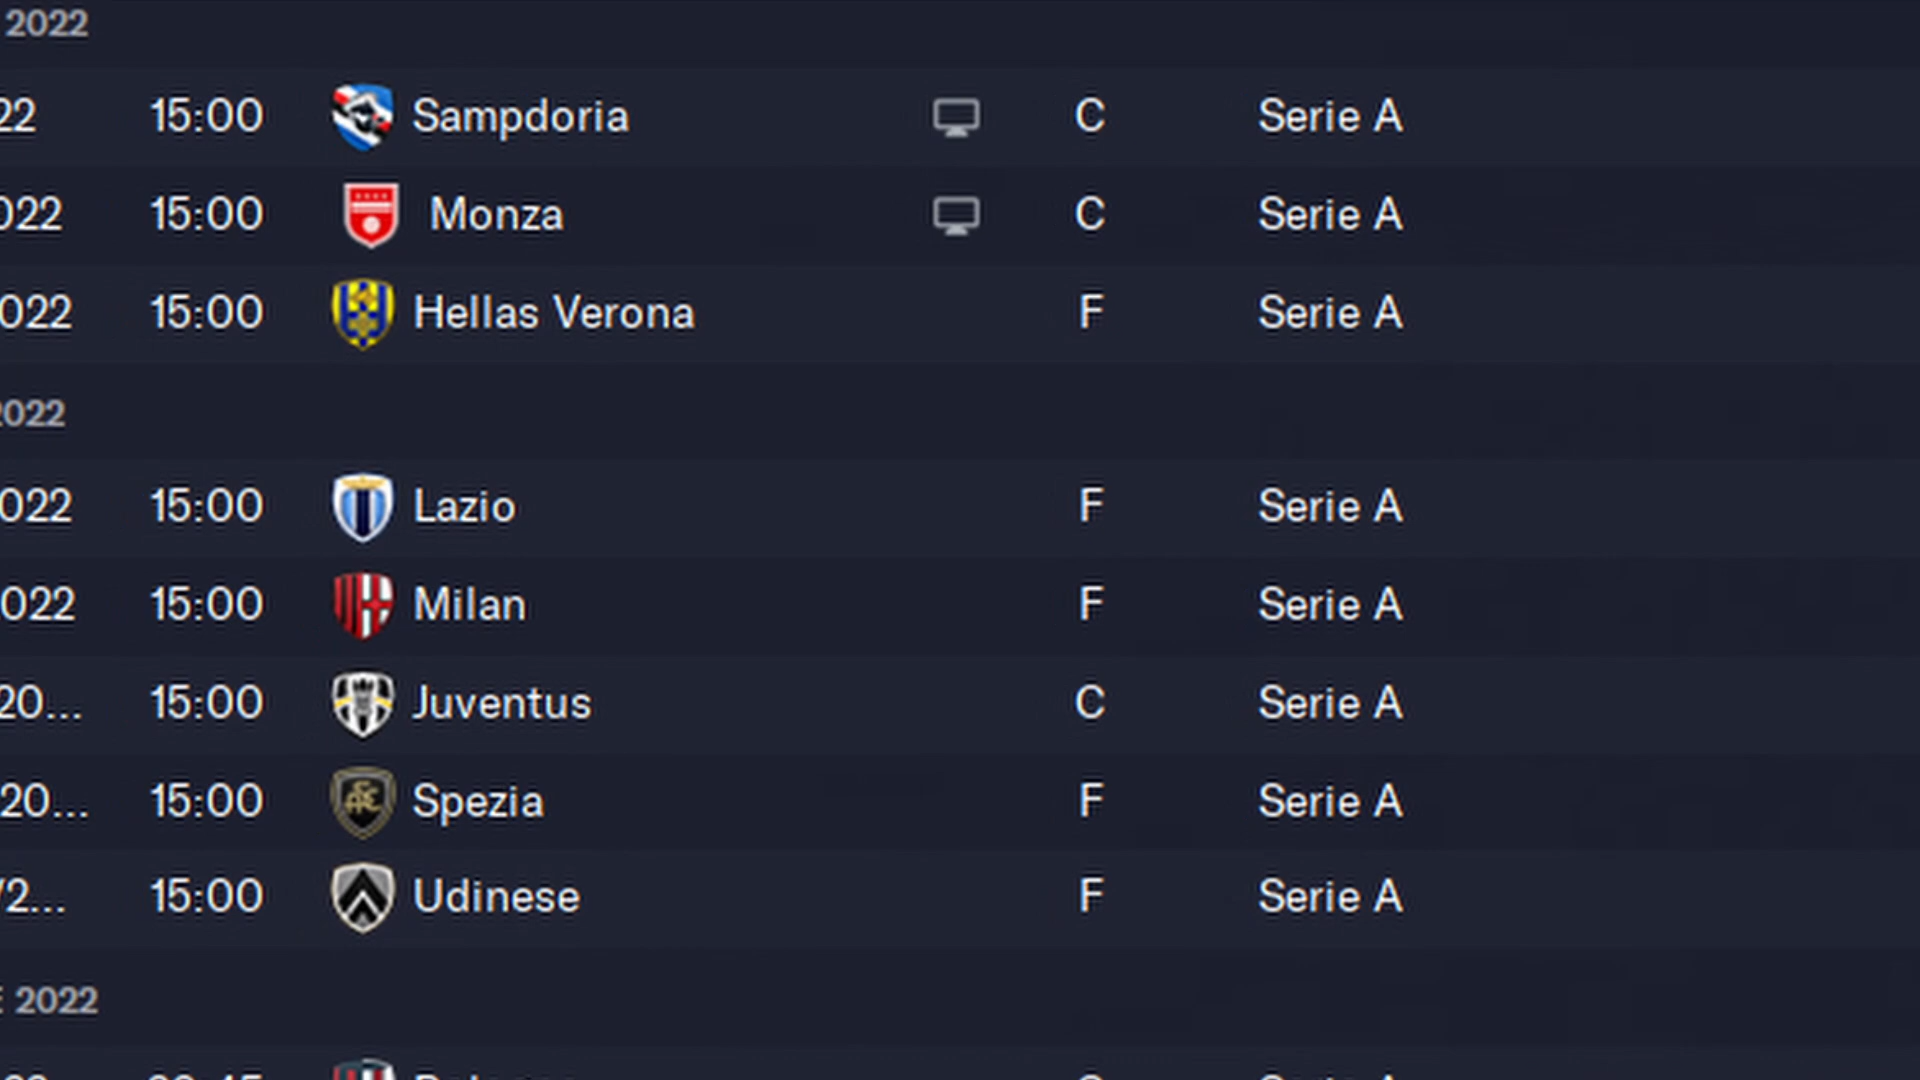 2022
22 15:00 Sampdoria C Serie A
022 15:00 Monza C Serie A
022 15:00 Hellas Verona F Serie A
2022
022 15:00 Lazio F Serie A
022 15:00 Milan F Serie A
20... 15:00 Juventus C Serie A
20... 15:00 Spezia F Serie A
/2... 15:00 Udinese F Serie A
E 2022